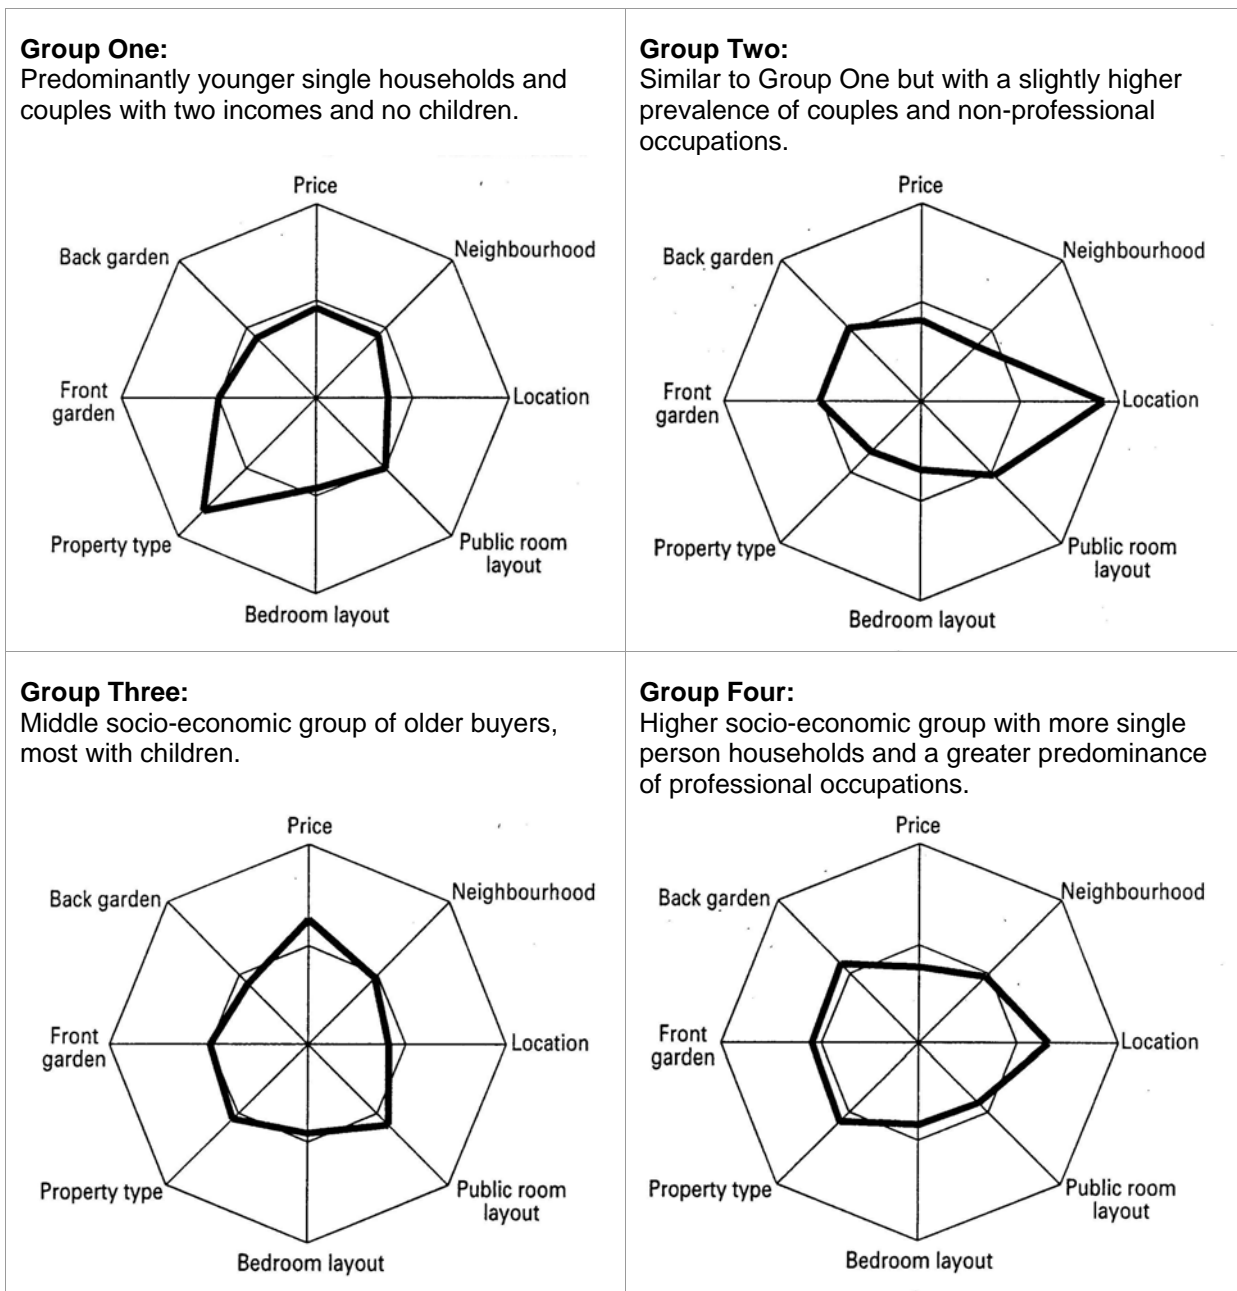 Group One:
Predominantly younger single households and
couples with two incomes and no children.
Price
Neighbourhood
Back garden
Front
garden
Location
Property type
Public room
layout
Bedroom layout
Group Two:
Similar to Group One but with a slightly higher
prevalence of couples and non-professional
occupations.
Price
Neighbourhood
Back garden
Front
garden
Location
Property type
Public room
layout
Bedroom layout
Group Three:
Middle socio-economic group of older buyers,
most with children.
Price
Neighbourhood
Back garden
Front
garden
Location
Property type
Public room
layout
Bedroom layout
Group Four:
Higher socio-economic group with more single
person households and a greater predominance
of professional occupations.
Price
Neighbourhood
Back garden
Front
garden
Location
Property type
Public room
layout
Bedroom layout